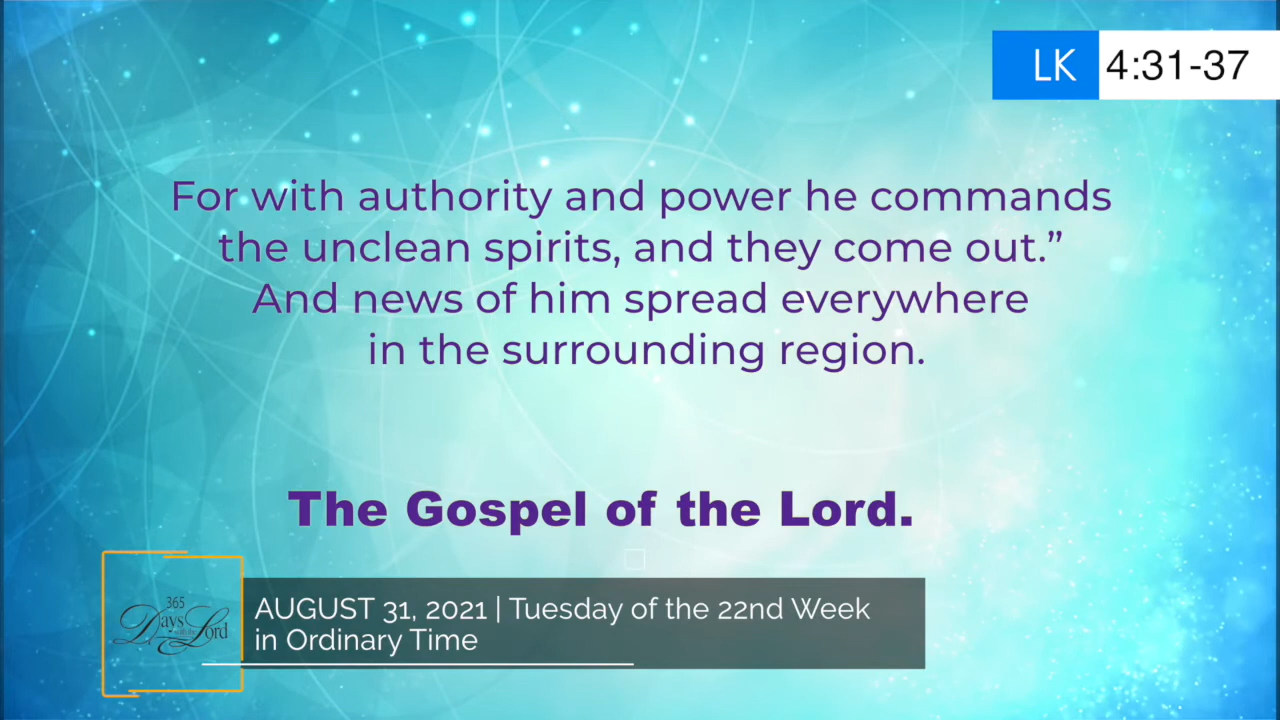 LK 4:31-37
For with authority and power he commands
the unclean spirits, and they come out.”
And news of him spread everywhere
in the surrounding region.
The Gospel of the Lord.
365
Days with the Lord
AUGUST 31, 2021 | Tuesday of the 22nd Week
in Ordinary Time